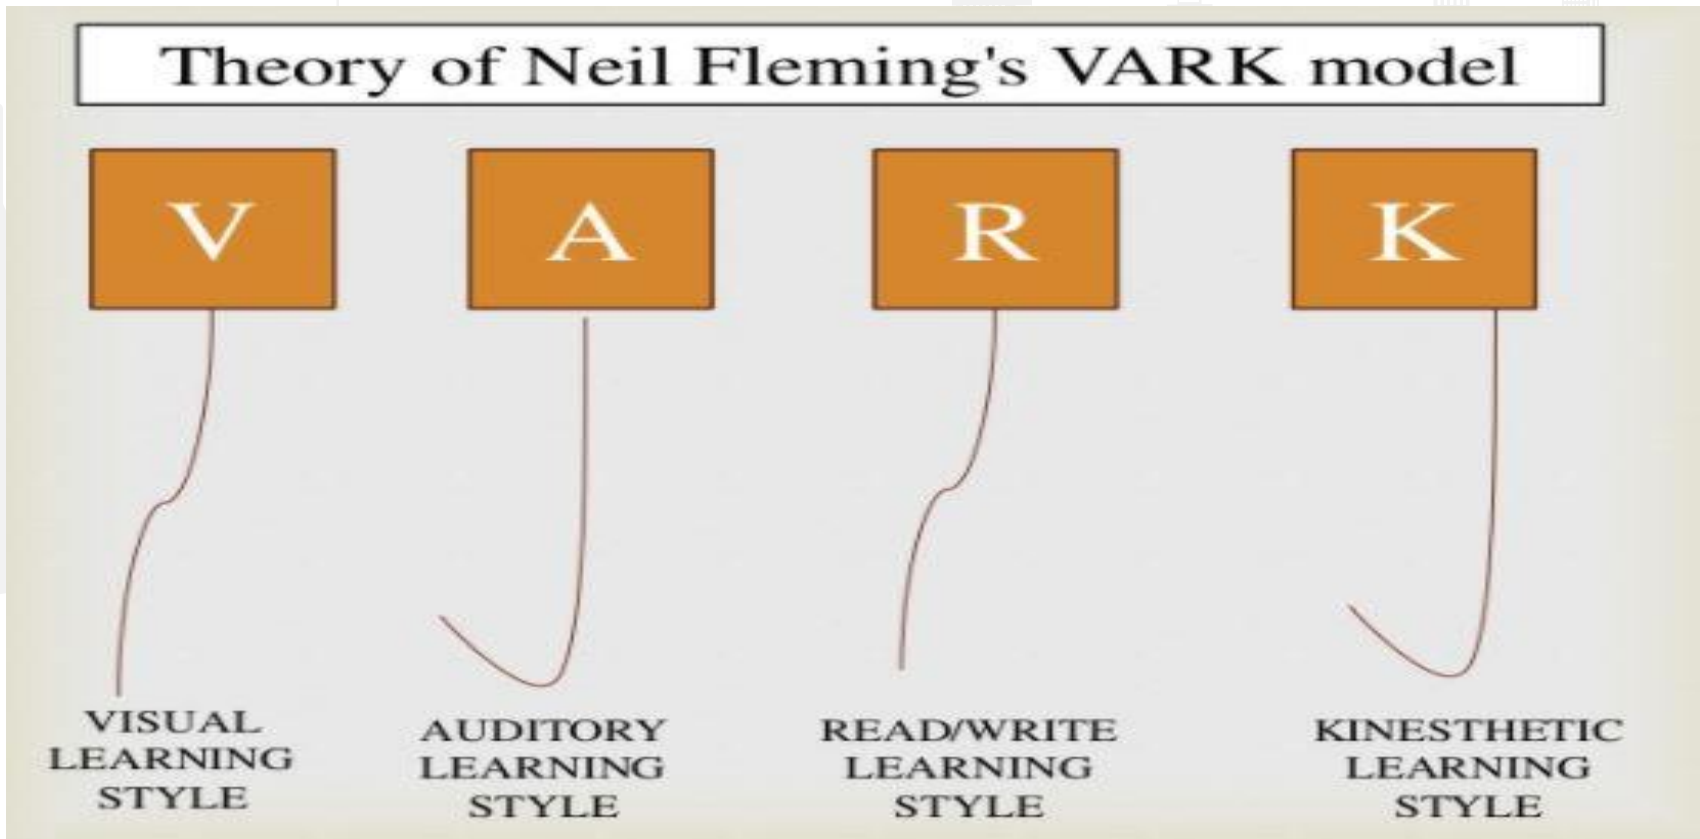 Theory of Neil Fleming's VARK model
V A R K
VISUAL
LEARNING
STYLE
AUDITORY
LEARNING
STYLE
READ/WRITE
LEARNING
STYLE
KINESTHETIC
LEARNING
STYLE